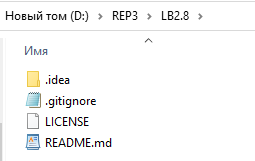 Новый том (D:) › REP3 › LB2.8
Имя
.idea
.gitignore
LICENSE
README.md